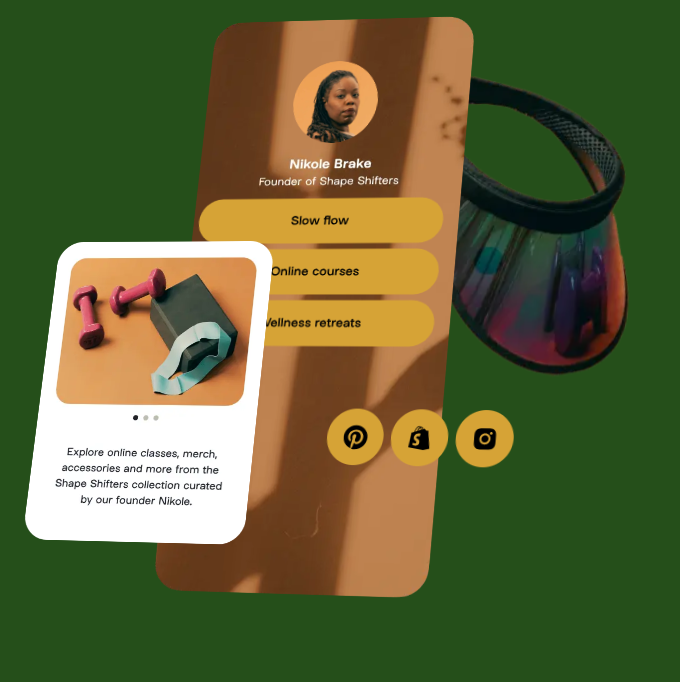 Nikole Brake
Founder of Shape Shifters
Slow flow
Online courses
Wellness retreats
Explore online classes, merch,
accessories and more from the
Shape Shifters collection curated
by our founder Nikole.